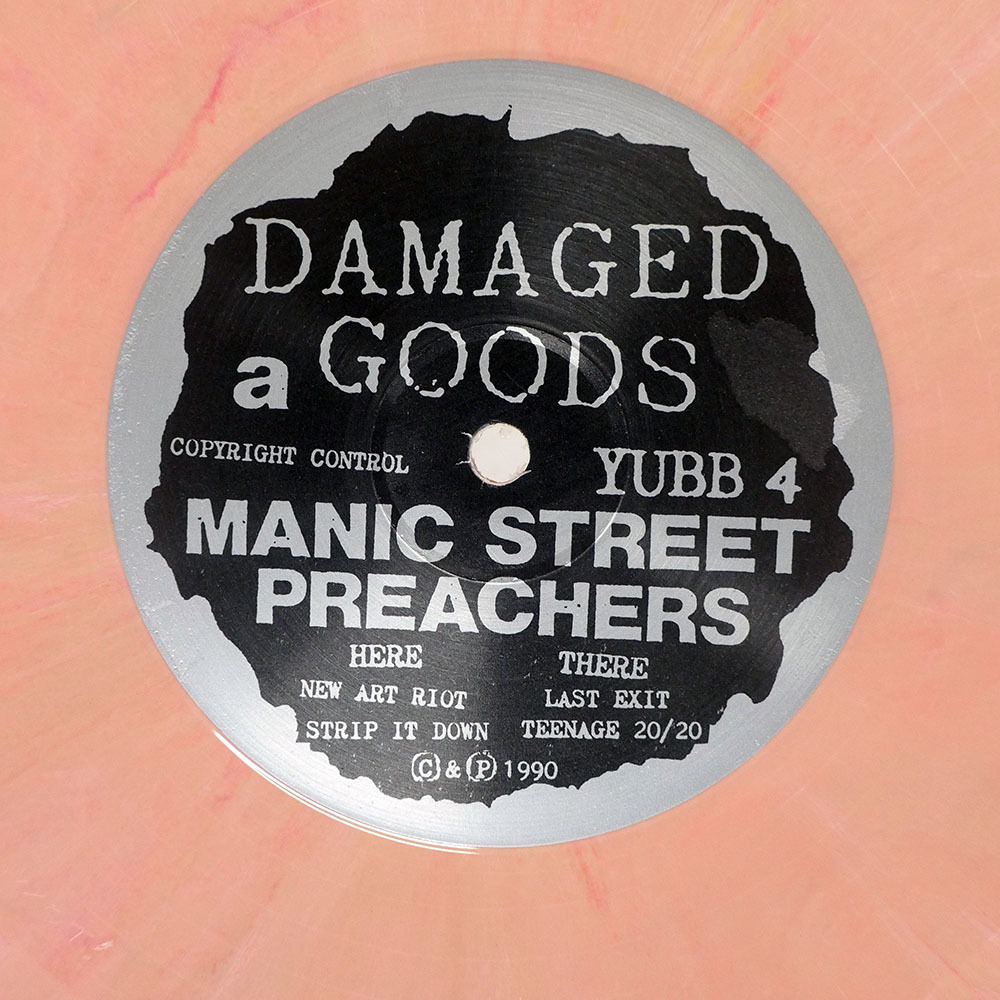 DAMAGED
a GOODS
COPYRIGHT CONTROL YUBB 4
MANIC STREET
PREACHERS
HERE THERE
NEW ART RIOT LAST EXIT
STRIP IT DOWN TEENAGE 20/20
Ⓒ & Ⓟ 1990